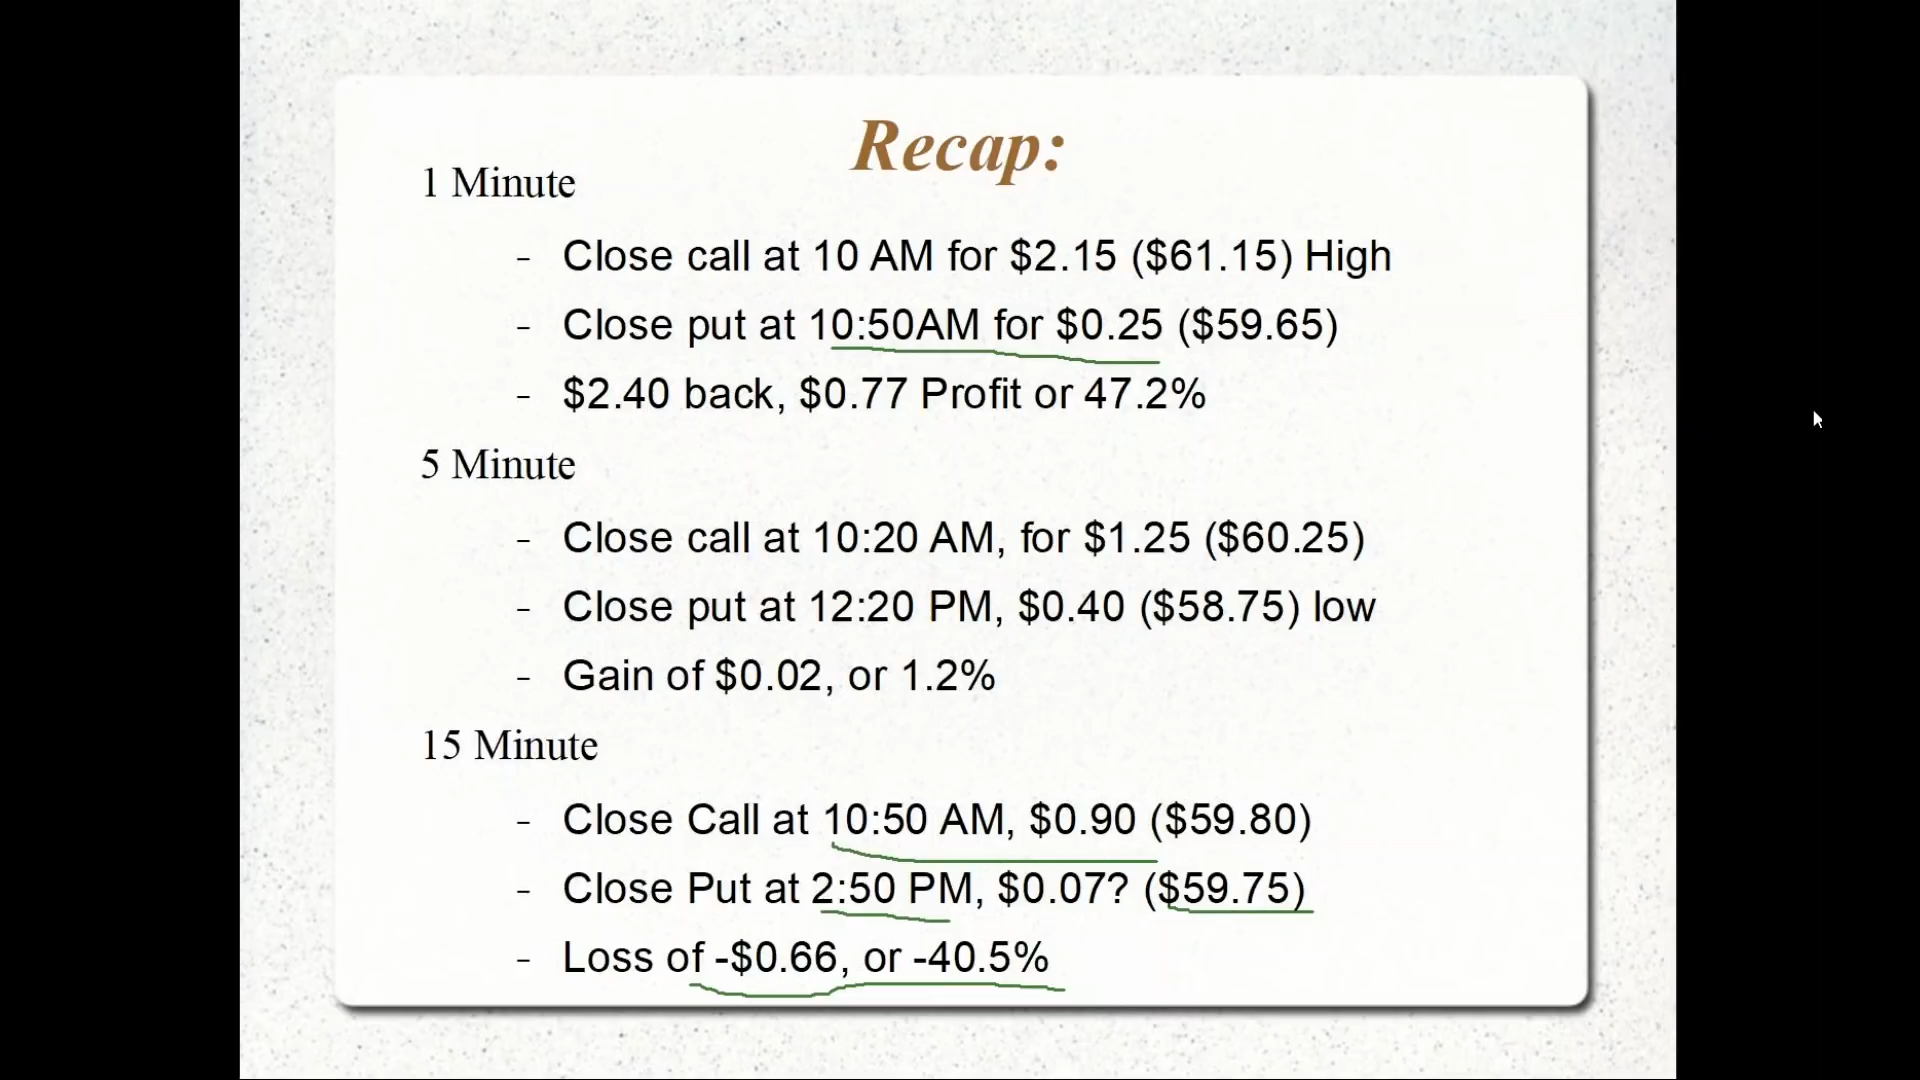 Recap:
1 Minute
- Close call at 10 AM for $2.15 ($61.15) High
- Close put at 10:50AM for $0.25 ($59.65)
- $2.40 back, $0.77 Profit or 47.2%
5 Minute
- Close call at 10:20 AM, for $1.25 ($60.25)
- Close put at 12:20 PM, $0.40 ($58.75) low
- Gain of $0.02, or 1.2%
15 Minute
- Close Call at 10:50 AM, $0.90 ($59.80)
- Close Put at 2:50 PM, $0.07? ($59.75)
- Loss of -$0.66, or -40.5%